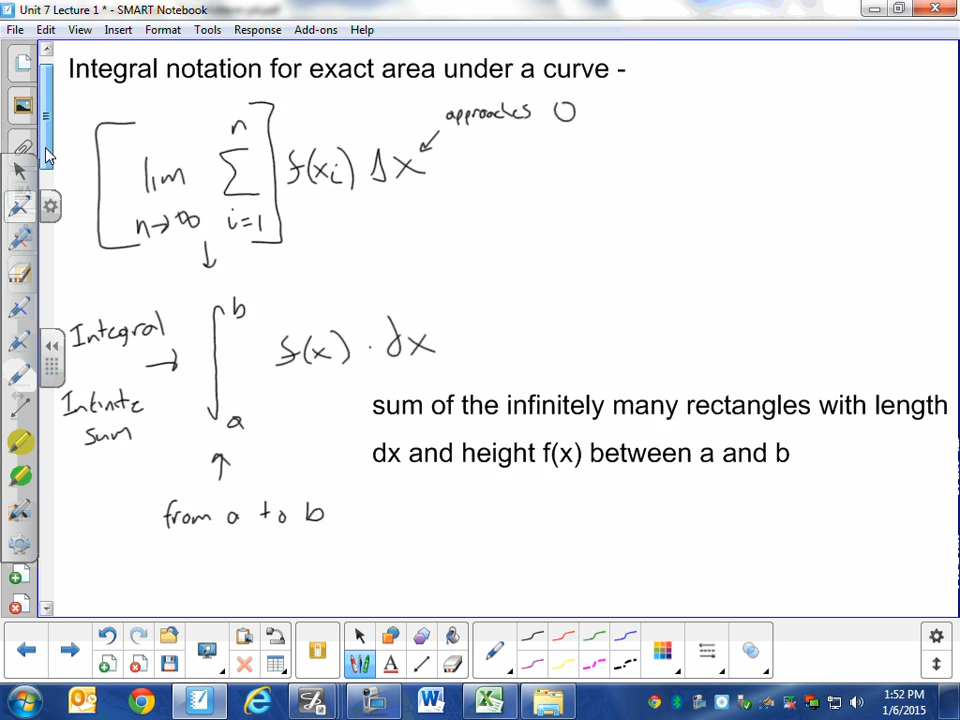 Unit 7 Lecture 1 * - SMART Notebook
File Edit View Insert Format Tools Response Add-ons Help
Integral notation for exact area under a curve -
approaches 0
n
lim ∑ f(xi) Δx
n→∞ i=1
b
Integral
∫ f(x) · dx
Infinite
sum
a
sum of the infinitely many rectangles with length
dx and height f(x) between a and b
from a to b
A
1:52 PM
1/6/2015